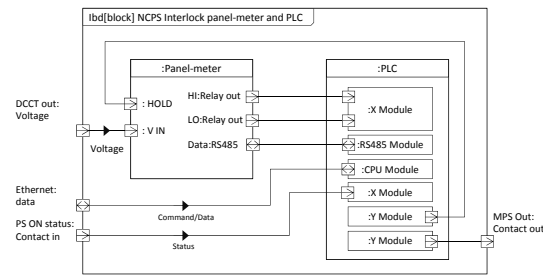 Ibd[block] NCPS Interlock panel-meter and PLC
:Panel-meter
:PLC
HI:Relay out
: HOLD
:X Module
DCCT out:
Voltage
LO:Relay out
: V IN
Voltage
Data:RS485
:RS485 Module
:CPU Module
Ethernet:
data
:X Module
Command/Data
PS ON status:
Contact in
:Y Module
MPS Out:
Contact out
Status
:Y Module